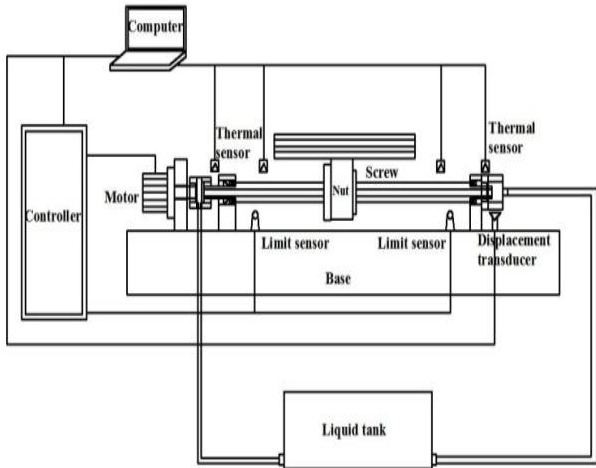 Computer
Thermal
sensor
Thermal
sensor
Screw
Nut
Motor
Controller
Limit sensor
Limit sensor
Displacement
transducer
Base
Liquid tank